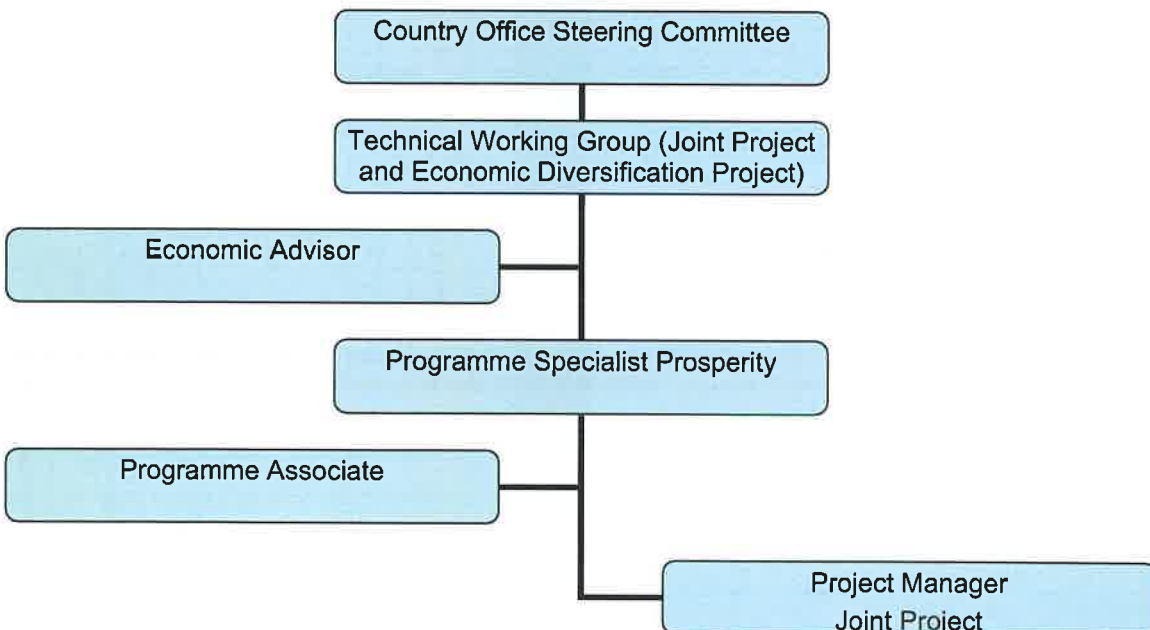 Country Office Steering Committee
Technical Working Group (Joint Project
and Economic Diversification Project)
Economic Advisor
Programme Specialist Prosperity
Programme Associate
Project Manager
Joint Project